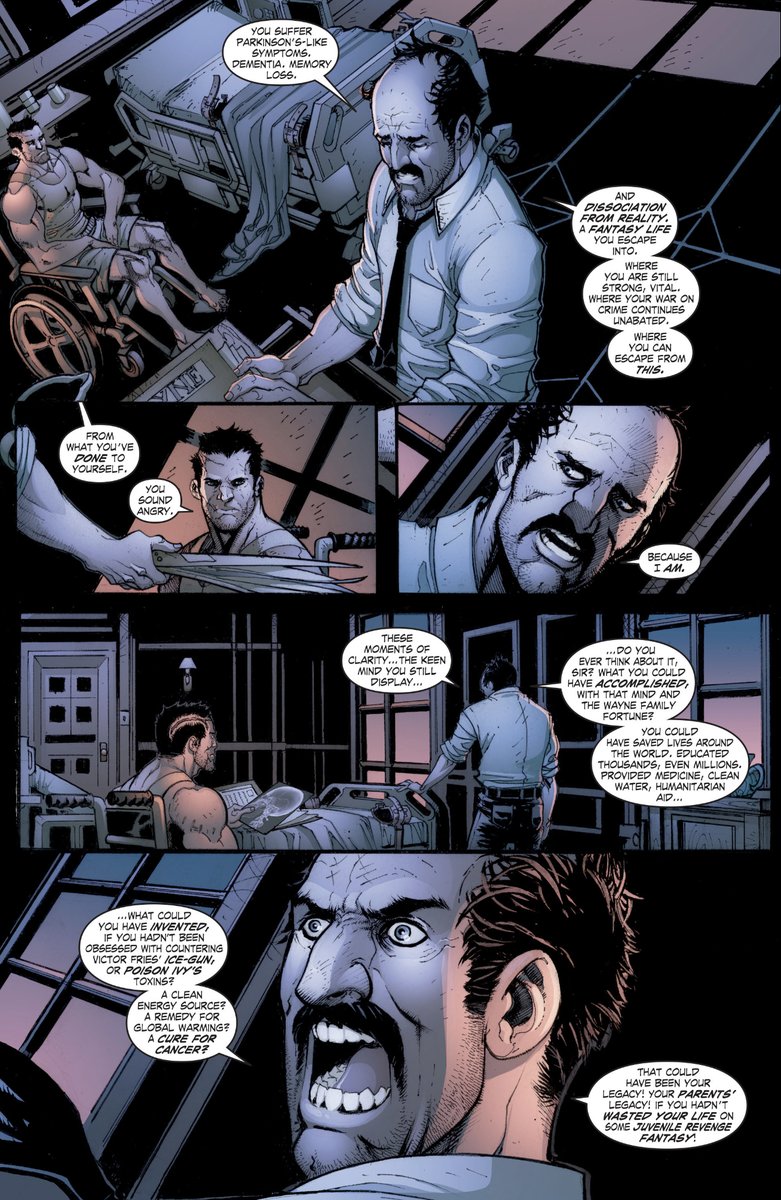 YOU SUFFER
PARKINSON'S-LIKE
SYMPTOMS.
DEMENTIA. MEMORY
LOSS.
AND
DISSOCIATION
FROM REALITY.
A FANTASY LIFE
YOU ESCAPE
INTO.
WHERE
YOU ARE STILL
STRONG, VITAL.
WHERE YOUR WAR ON
CRIME CONTINUES
UNABATED.
WHERE
YOU CAN
ESCAPE FROM
THIS.
FROM
WHAT YOU'VE
DONE TO
YOURSELF.
YOU
SOUND
ANGRY.
BECAUSE
I AM.
THESE
MOMENTS
OF CLARITY...THE KEEN
MIND YOU STILL
DISPLAY...
...DO YOU
EVER THINK ABOUT IT,
SIR? WHAT YOU COULD
HAVE ACCOMPLISHED,
WITH THAT MIND AND
THE WAYNE FAMILY
FORTUNE?
YOU COULD
HAVE SAVED LIVES AROUND
THE WORLD. EDUCATED
THOUSANDS, EVEN MILLIONS.
PROVIDED MEDICINE, CLEAN
WATER, HUMANITARIAN
AID...
...WHAT COULD
YOU HAVE INVENTED,
IF YOU HADN'T BEEN
OBSESSED WITH COUNTERING
VICTOR FRIES' ICE-GUN,
OR POISON IVY'S
TOXINS?
A CLEAN
ENERGY SOURCE?
A REMEDY FOR
GLOBAL WARMING?
A CURE FOR
CANCER?
THAT COULD
HAVE BEEN YOUR
LEGACY! YOUR PARENTS'
LEGACY! IF YOU HADN'T
WASTED YOUR LIFE ON
SOME JUVENILE REVENGE
FANTASY!